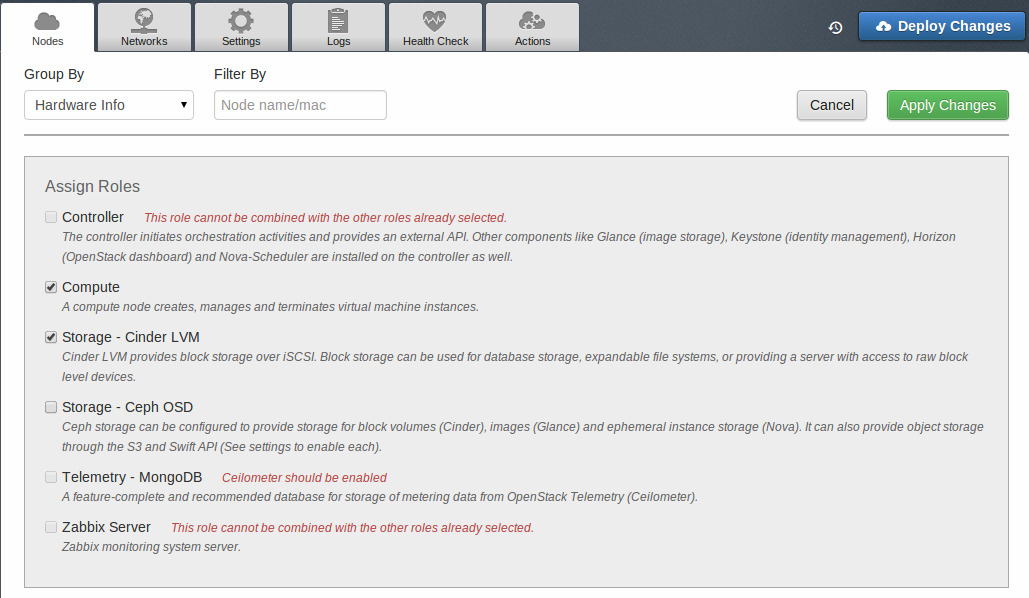 Nodes
Networks
Settings
Logs
Health Check
Actions
Deploy Changes
Group By
Filter By
Hardware Info
Node name/mac
Cancel
Apply Changes
Assign Roles
Controller This role cannot be combined with the other roles already selected.
The controller initiates orchestration activities and provides an external API. Other components like Glance (image storage), Keystone (identity management), Horizon
(OpenStack dashboard) and Nova-Scheduler are installed on the controller as well.
Compute
A compute node creates, manages and terminates virtual machine instances.
Storage - Cinder LVM
Cinder LVM provides block storage over iSCSI. Block storage can be used for database storage, expandable file systems, or providing a server with access to raw block
level devices.
Storage - Ceph OSD
Ceph storage can be configured to provide storage for block volumes (Cinder), images (Glance) and ephemeral instance storage (Nova). It can also provide object storage
through the S3 and Swift API (See settings to enable each).
Telemetry - MongoDB Ceilometer should be enabled
A feature-complete and recommended database for storage of metering data from OpenStack Telemetry (Ceilometer).
Zabbix Server This role cannot be combined with the other roles already selected.
Zabbix monitoring system server.